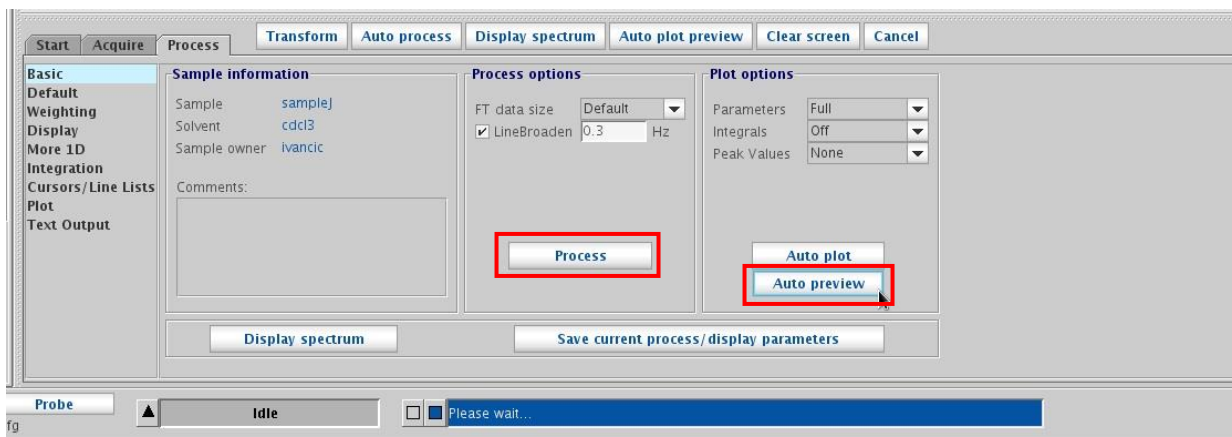 Start Acquire Process Transform Auto process Display spectrum Auto plot preview Clear screen Cancel
Basic
Default
Weighting
Display
More 1D
Integration
Cursors/Line Lists
Plot
Text Output
Sample information
Sample sampleJ
Solvent cdcl3
Sample owner ivancic
Comments:
Process options
FT data size Default
LineBroaden 0.3 Hz
Process
Plot options
Parameters Full
Integrals Off
Peak Values None
Auto plot
Auto preview
Display spectrum Save current process/display parameters
Probe Idle Please wait...
fg